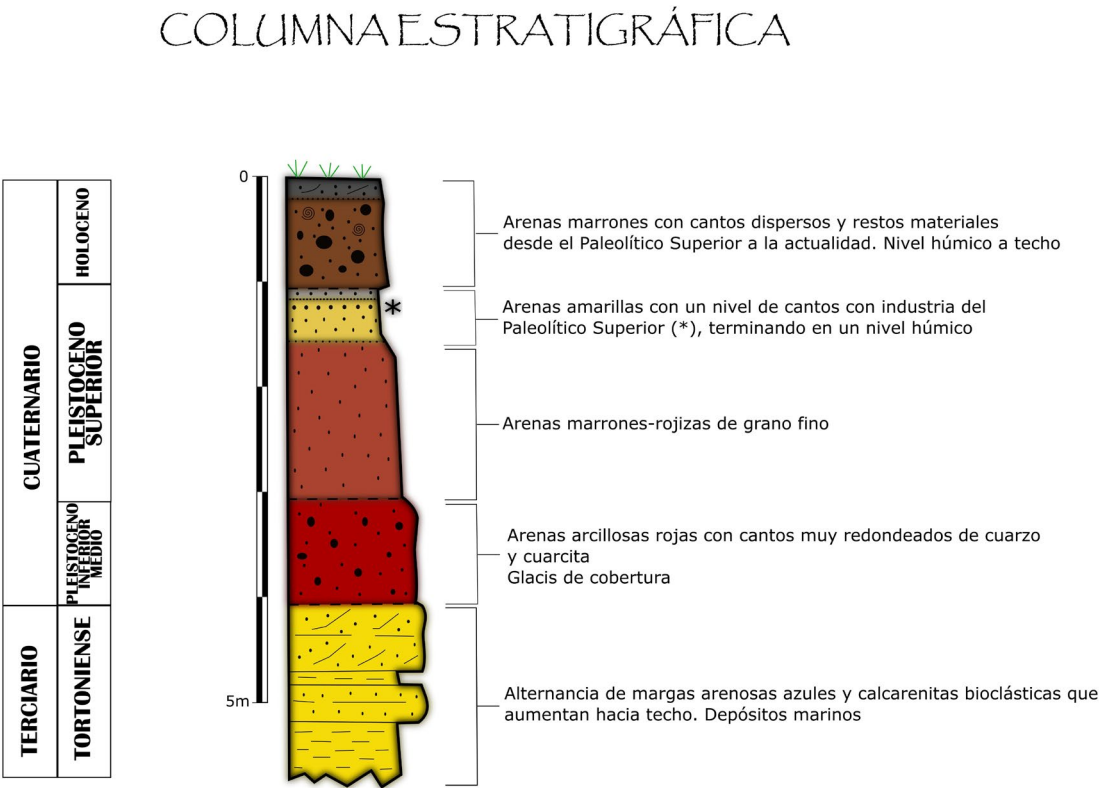 COLUMNA ESTRATIGRÁFICA
CUATERNARIO
HOLOCENO
PLEISTOCENO
SUPERIOR
PLEISTOCENO
INFERIOR
MEDIO
TERCIARIO
TORTONIENSE
0
5m
*
Arenas marrones con cantos dispersos y restos materiales
desde el Paleolítico Superior a la actualidad. Nivel húmico a techo
Arenas amarillas con un nivel de cantos con industria del
Paleolítico Superior (*), terminando en un nivel húmico
Arenas marrones-rojizas de grano fino
Arenas arcillosas rojas con cantos muy redondeados de cuarzo
y cuarcita
Glacis de cobertura
Alternancia de margas arenosas azules y calcarenitas bioclásticas que
aumentan hacia techo. Depósitos marinos